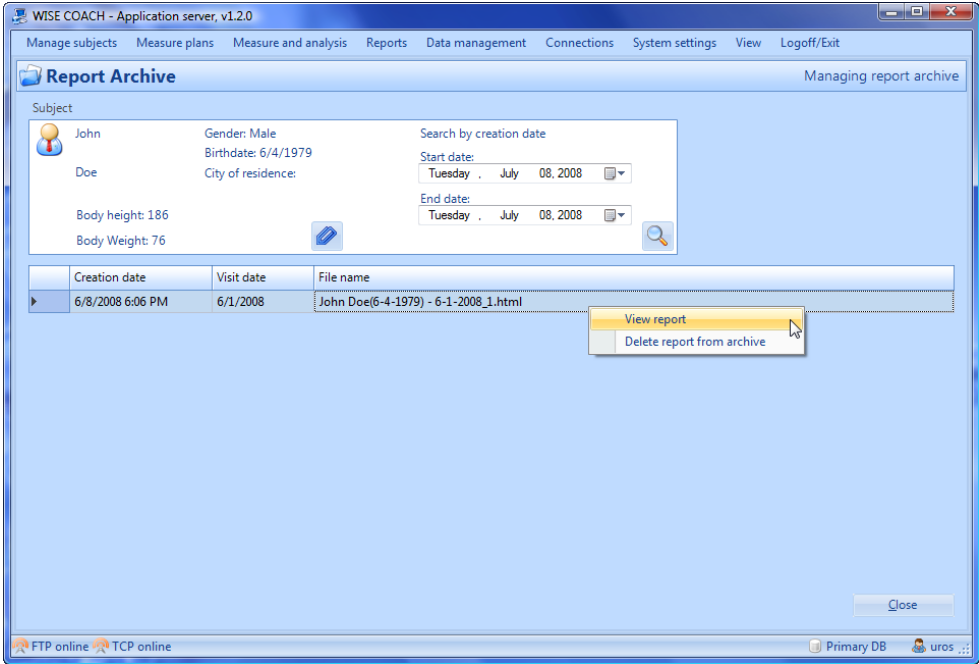 WISE COACH - Application server, v1.2.0
Manage subjects Measure plans Measure and analysis Reports Data management Connections System settings View Logoff/Exit
Report Archive Managing report archive
Subject
John Gender: Male Search by creation date
Birthdate: 6/4/1979
Start date:
Doe City of residence: Tuesday , July 08, 2008
End date:
Body height: 186 Tuesday , July 08, 2008
Body Weight: 76
Creation date Visit date File name
6/8/2008 6:06 PM 6/1/2008 John Doe(6-4-1979) - 6-1-2008_1.html
View report
Delete report from archive
Close
FTP online TCP online Primary DB uros